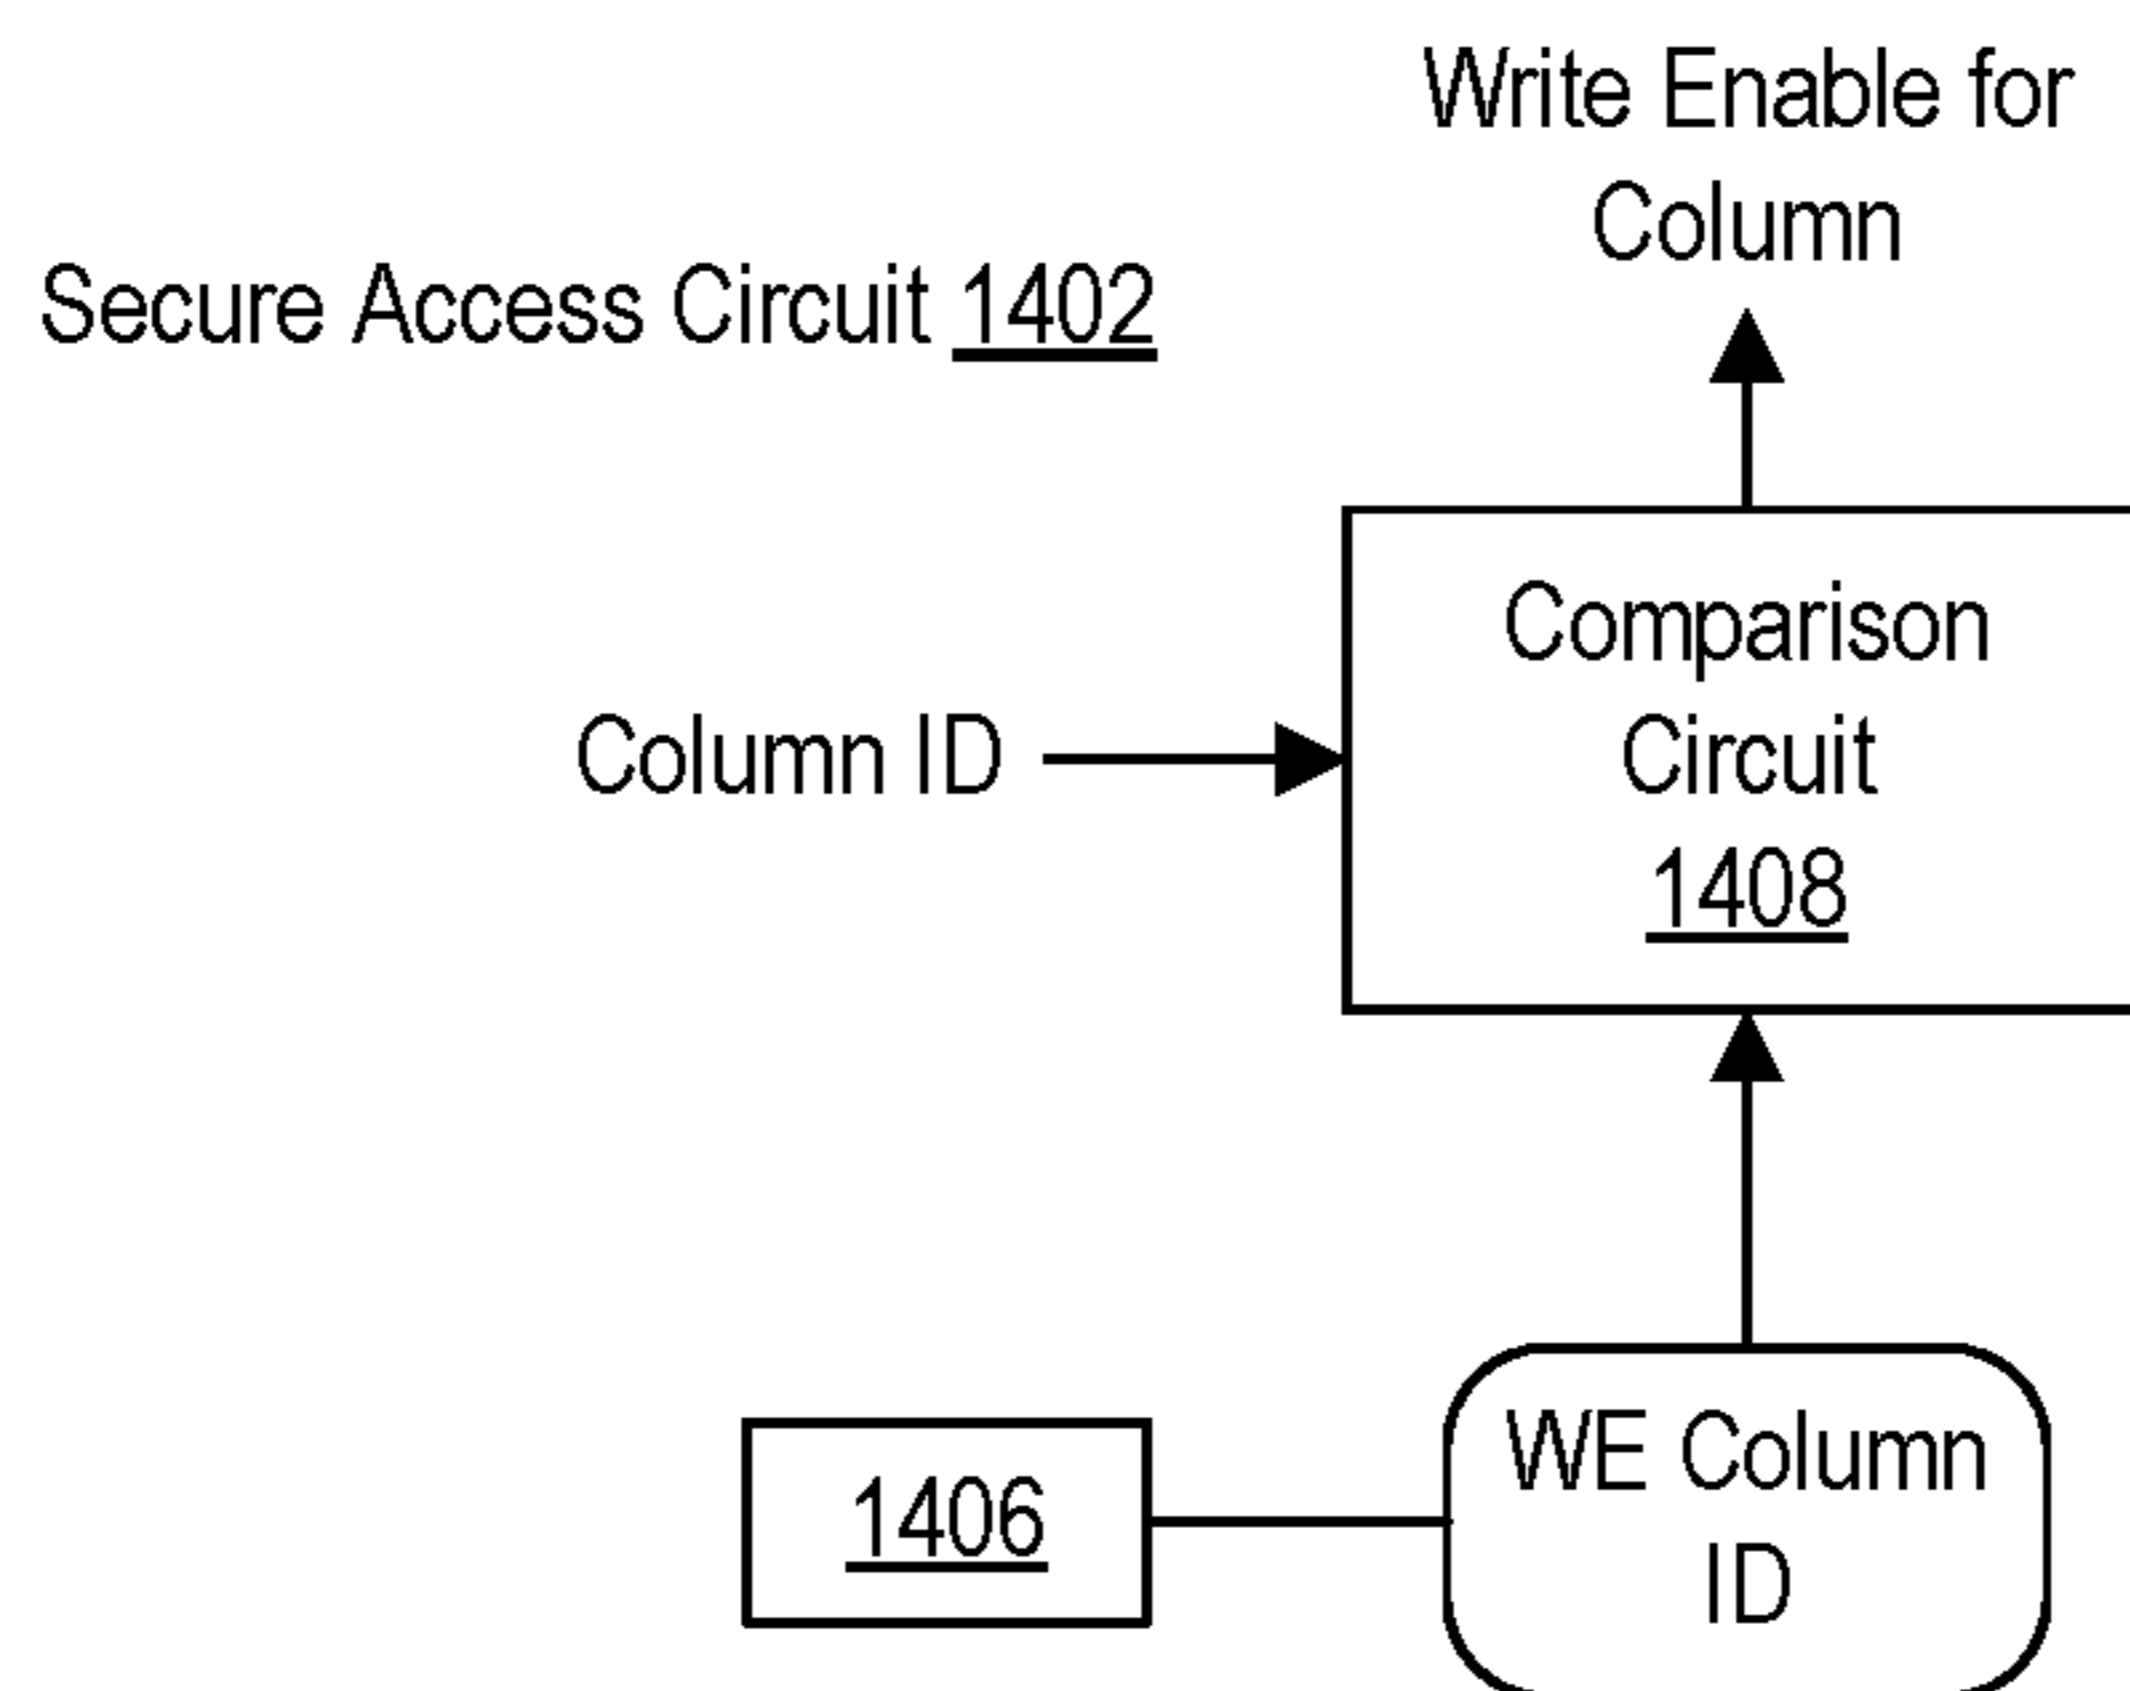 Write Enable for
Column
Secure Access Circuit 1402
Comparison
Circuit
1408
Column ID
WE Column
ID
1406